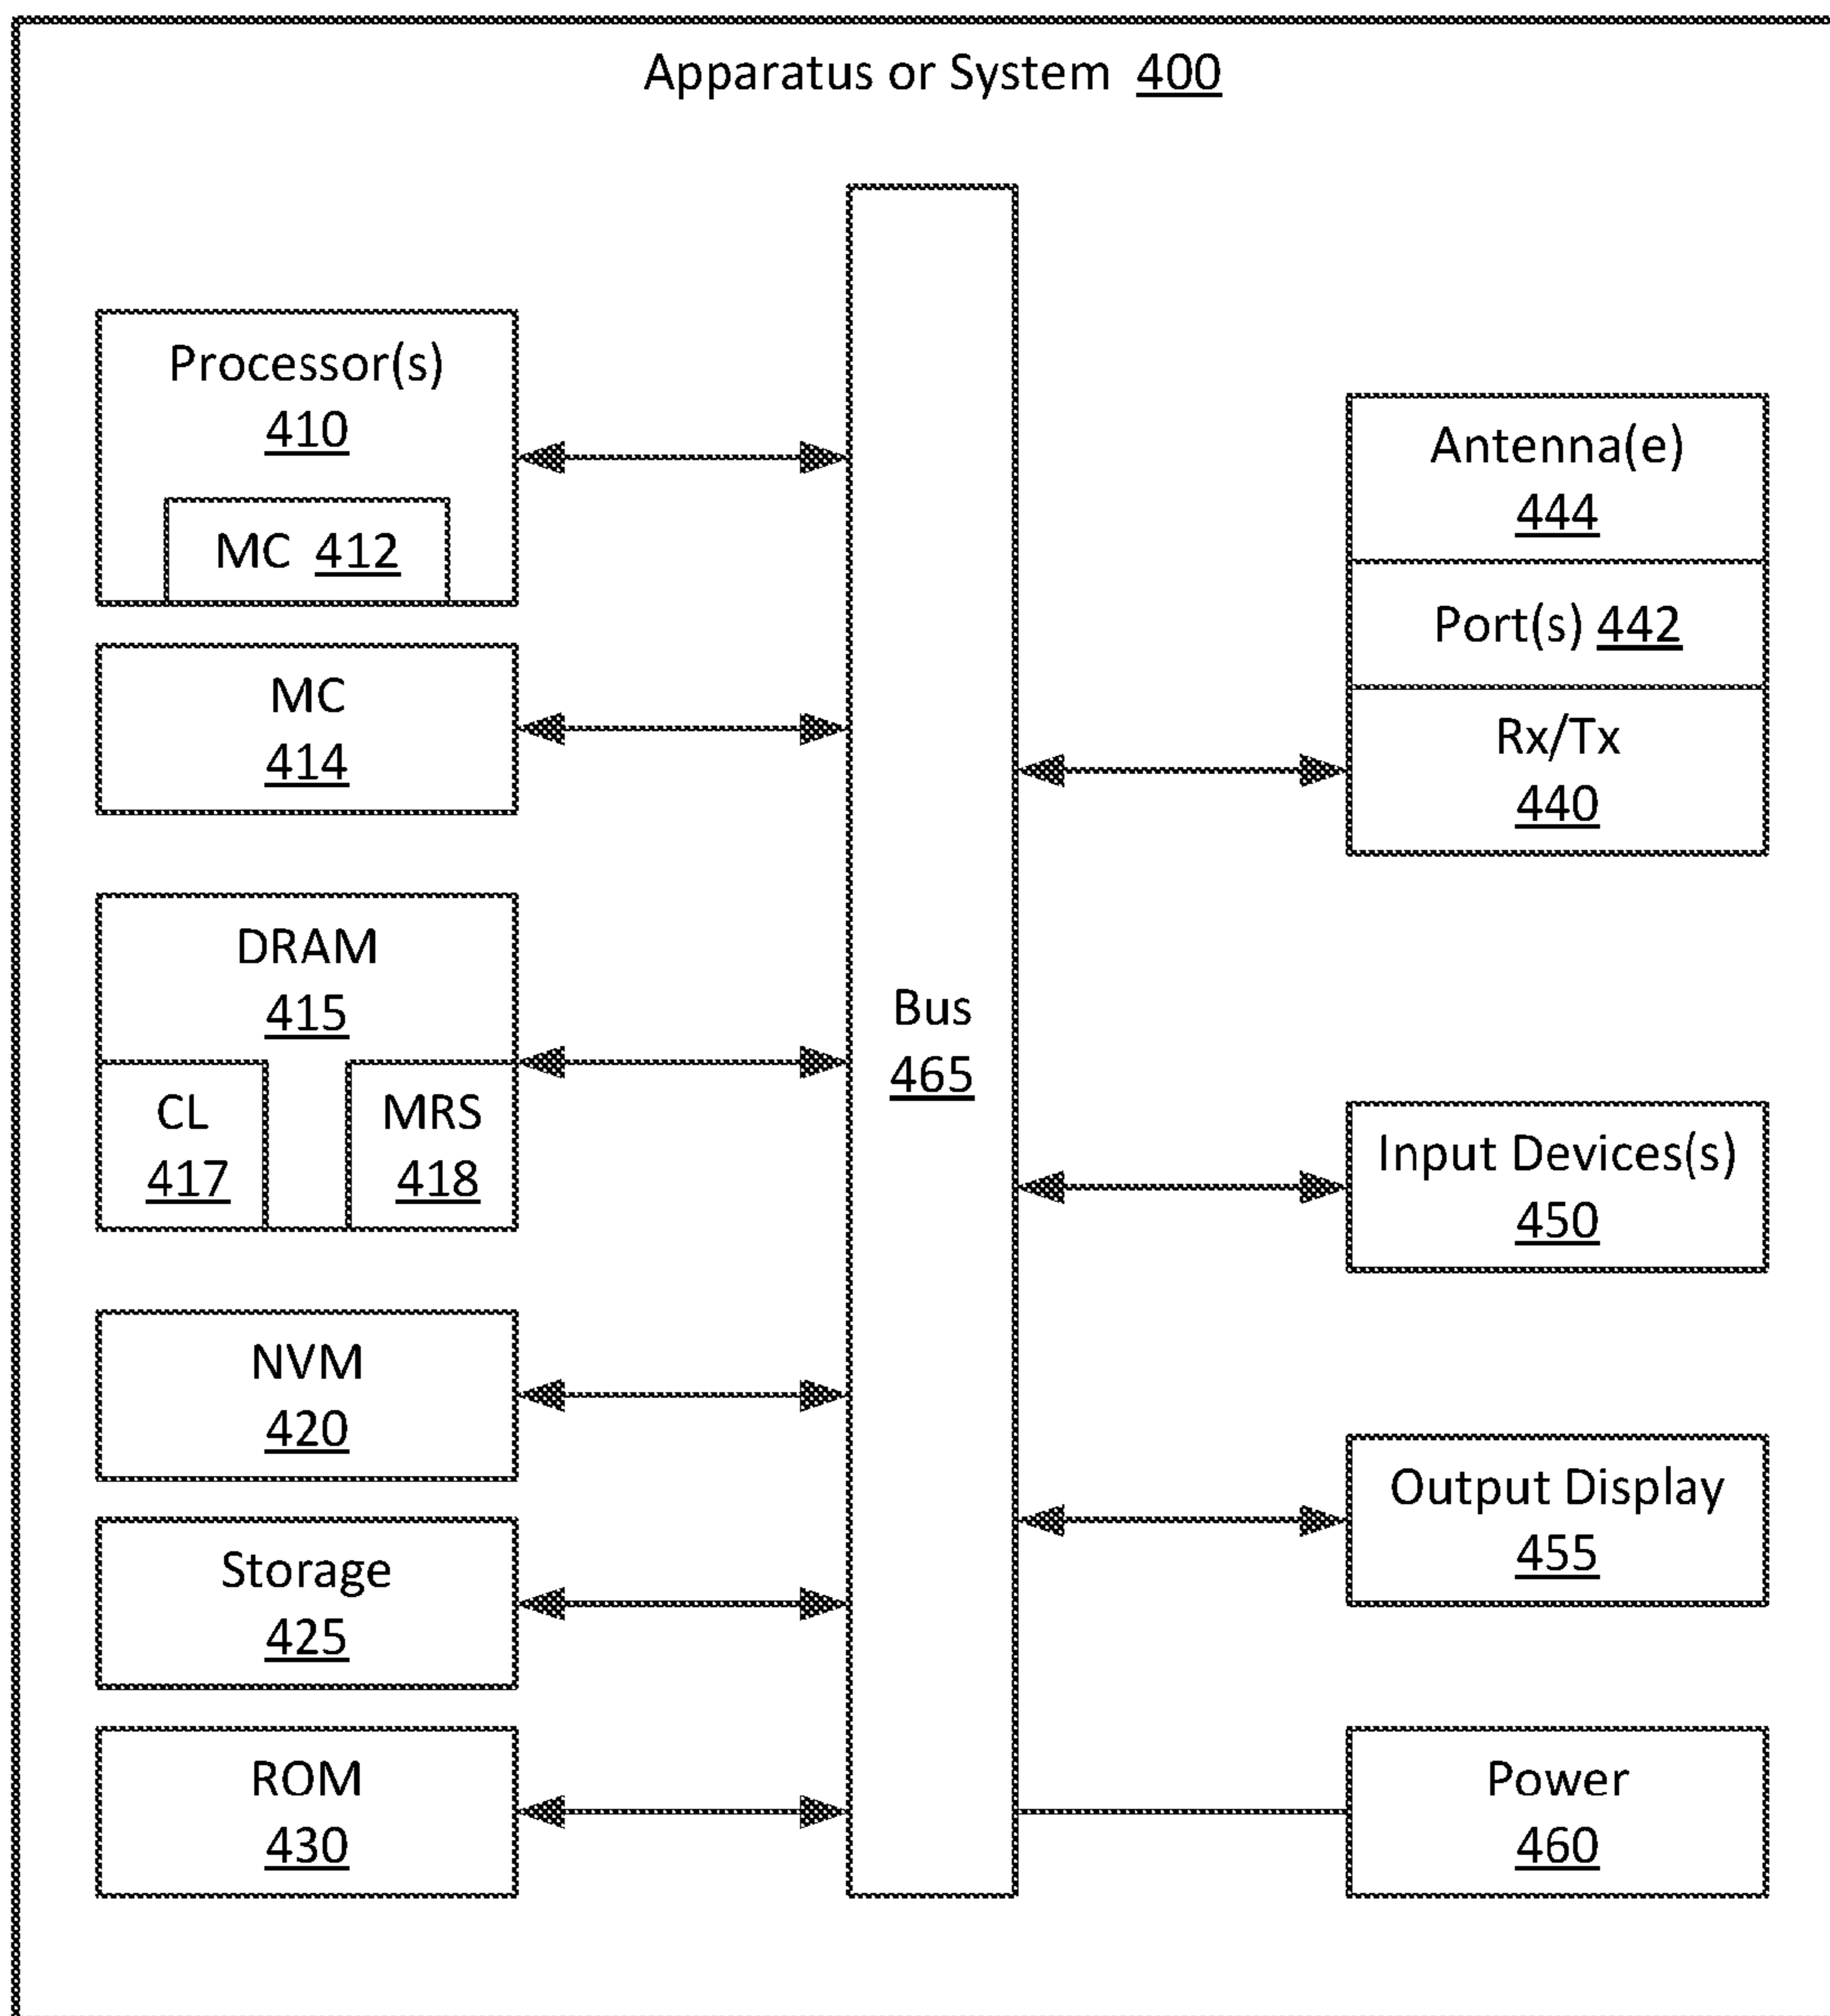 Apparatus or System 400
Processor(s)
410
MC 412
MC
414
DRAM
415
CL
417
MRS
418
NVM
420
Storage
425
ROM
430
Bus
465
Antenna(e)
444
Port(s) 442
Rx/Tx
440
Input Devices(s)
450
Output Display
455
Power
460